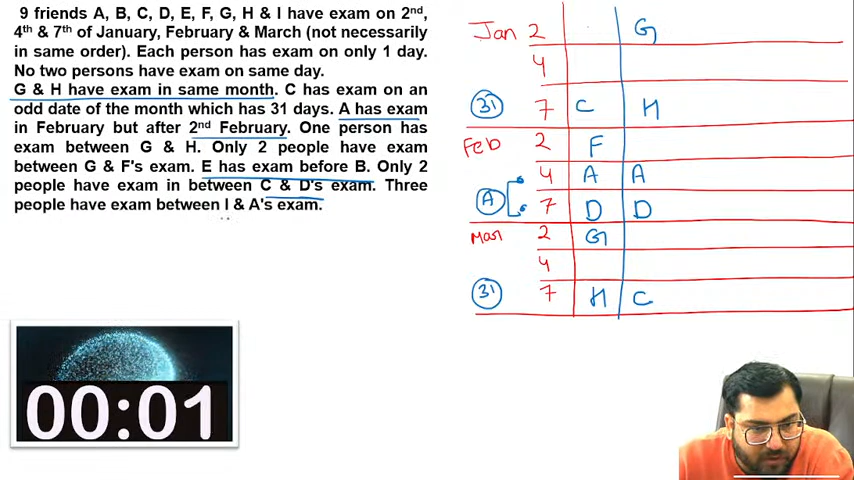 9 friends A, B, C, D, E, F, G, H & I have exam on 2nd,
4th & 7th of January, February & March (not necessarily
in same order). Each person has exam on only 1 day.
No two persons have exam on same day.
G & H have exam in same month. C has exam on an
odd date of the month which has 31 days. A has exam
in February but after 2nd February. One person has
exam between G & H. Only 2 people have exam
between G & F's exam. E has exam before B. Only 2
people have exam in between C & D's exam. Three
people have exam between I & A's exam.
Jan 2 G
4
31 7 C H
Feb 2 F
4 A A
A 7 D D
Mar 2 G
4
31 7 H C
00:01